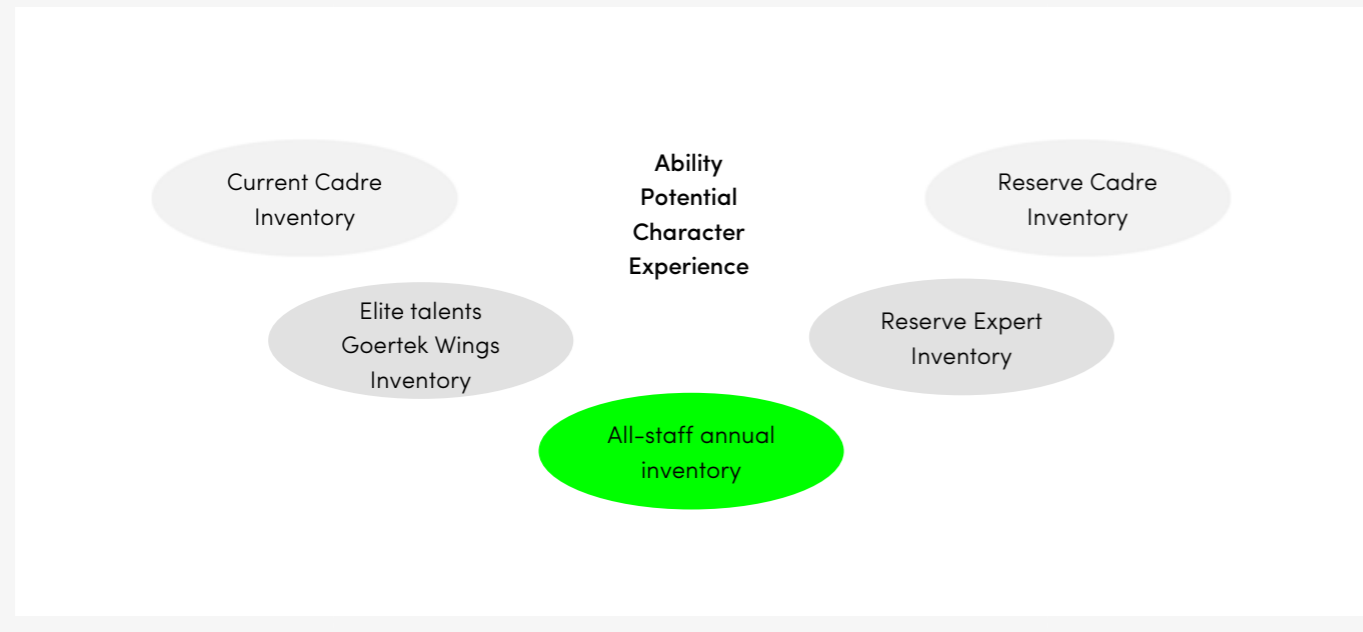 Current Cadre
Inventory
Ability
Potential
Character
Experience
Reserve Cadre
Inventory
Elite talents
Goertek Wings
Inventory
Reserve Expert
Inventory
All-staff annual
inventory